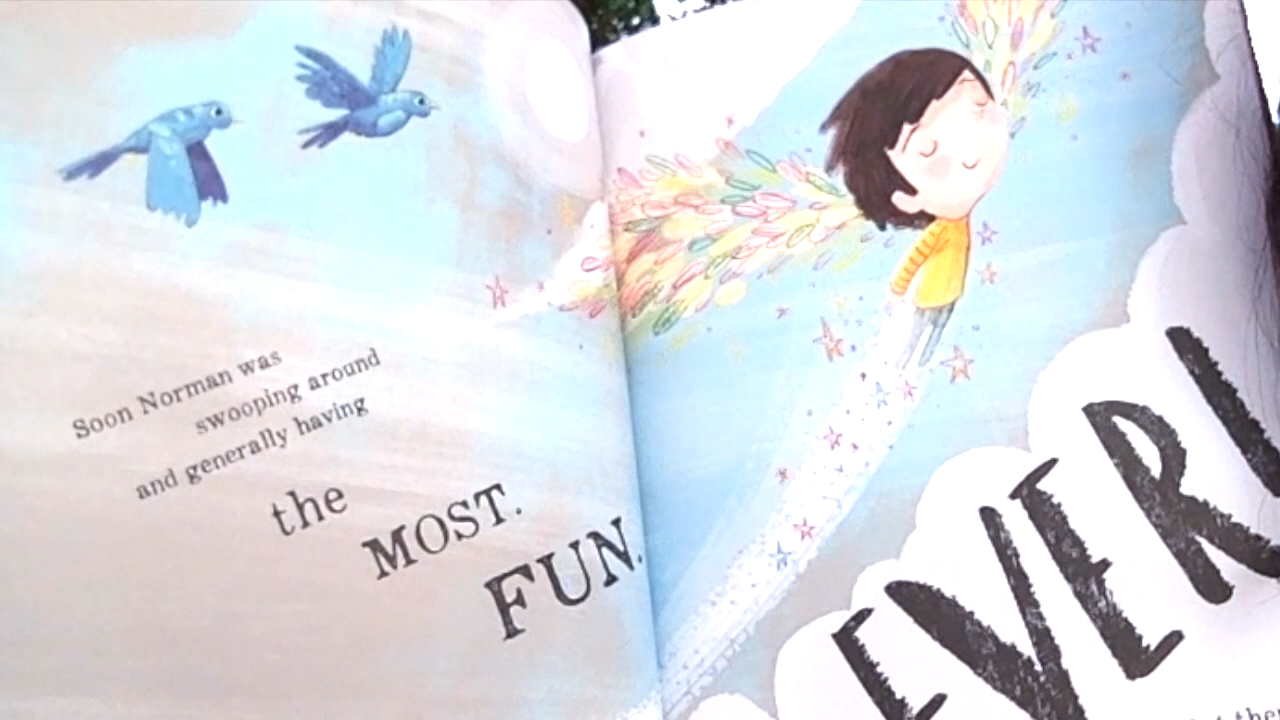 Soon Norman was
swooping around
and generally having
the
MOST.
FUN.
EVER!